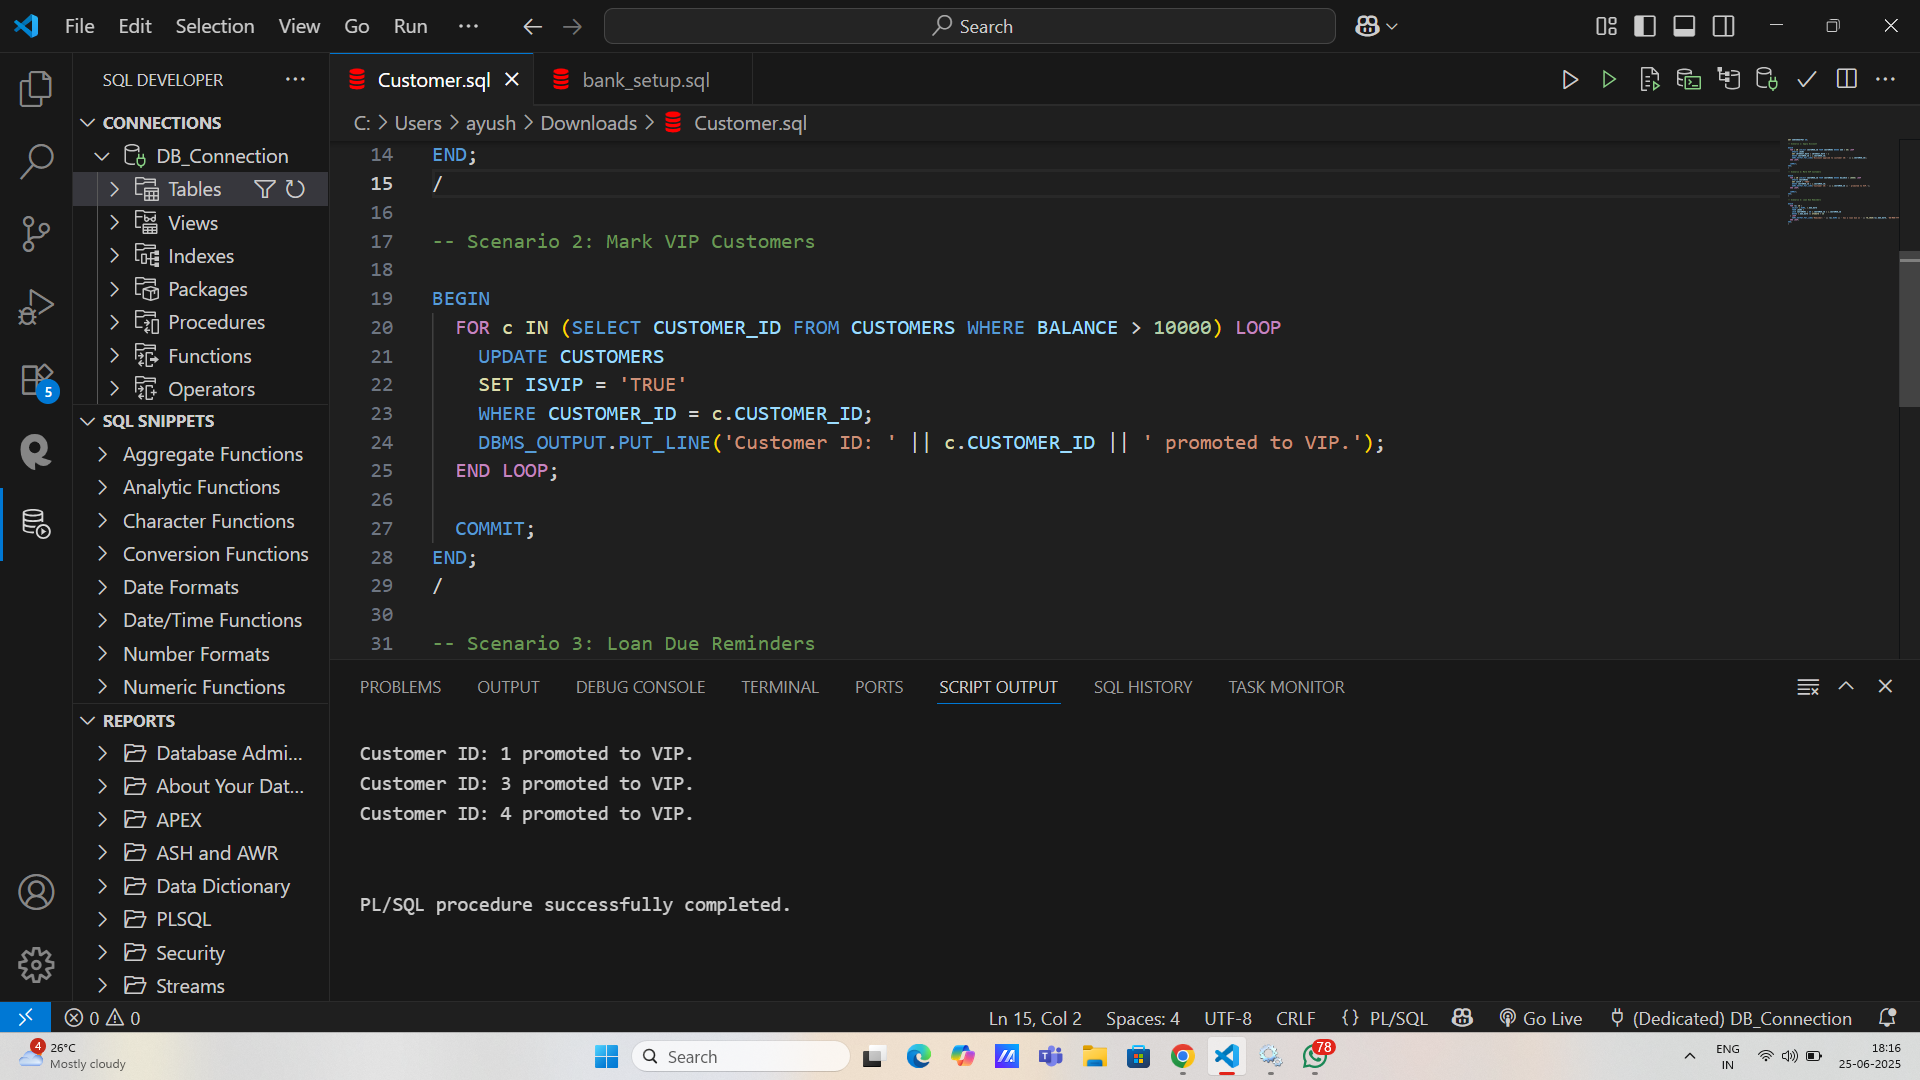 File Edit Selection View Go Run ··· Search
SQL DEVELOPER
CONNECTIONS
DB_Connection
Tables
Views
Indexes
Packages
Procedures
Functions
Operators
SQL SNIPPETS
Aggregate Functions
Analytic Functions
Character Functions
Conversion Functions
Date Formats
Date/Time Functions
Number Formats
Numeric Functions
REPORTS
Database Admi...
About Your Dat...
APEX
ASH and AWR
Data Dictionary
PLSQL
Security
Streams
5
Customer.sql bank_setup.sql
C: > Users > ayush > Downloads > Customer.sql
14 END;
15 /
16
17 -- Scenario 2: Mark VIP Customers
18
19 BEGIN
20 FOR c IN (SELECT CUSTOMER_ID FROM CUSTOMERS WHERE BALANCE > 10000) LOOP
21 UPDATE CUSTOMERS
22 SET ISVIP = 'TRUE'
23 WHERE CUSTOMER_ID = c.CUSTOMER_ID;
24 DBMS_OUTPUT.PUT_LINE('Customer ID: ' || c.CUSTOMER_ID || ' promoted to VIP.');
25 END LOOP;
26
27 COMMIT;
28 END;
29 /
30
31 -- Scenario 3: Loan Due Reminders
PROBLEMS OUTPUT DEBUG CONSOLE TERMINAL PORTS SCRIPT OUTPUT SQL HISTORY TASK MONITOR
Customer ID: 1 promoted to VIP.
Customer ID: 3 promoted to VIP.
Customer ID: 4 promoted to VIP.
PL/SQL procedure successfully completed.
0 0 Ln 15, Col 2 Spaces: 4 UTF-8 CRLF {} PL/SQL Go Live (Dedicated) DB_Connection
4 26°C
Mostly cloudy
Search
78
ENG
IN
18:16
25-06-2025